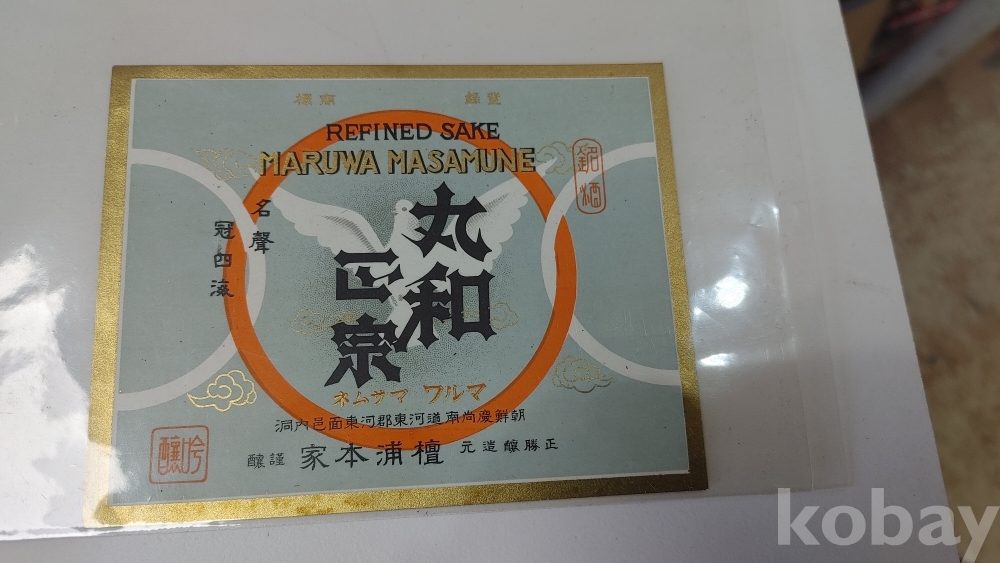 登錄 商標
REFINED SAKE
MARUWA MASAMUNE
銘酒
丸和
正宗
名聲
冠四海
マルワ マサムネ
朝鮮慶尚南道河東郡河東面邑內洞
正勝釀造元 檀浦本家 謹釀
吟釀
kobay